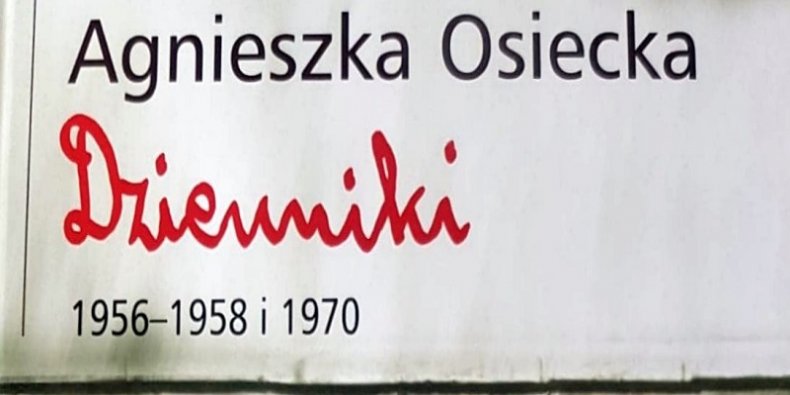 Agnieszka Osiecka
Dzienniki
1956–1958 i 1970